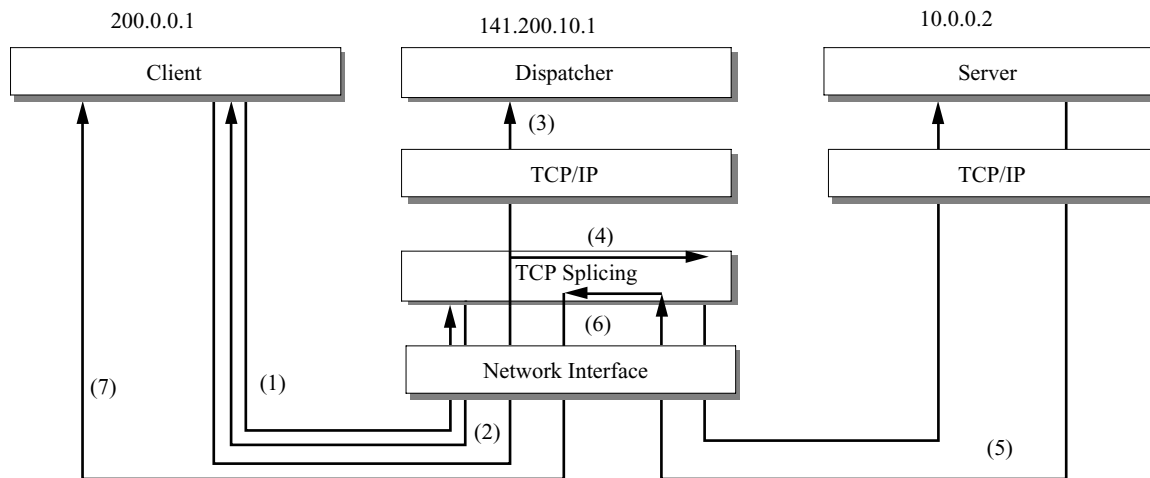 200.0.0.1
141.200.10.1
10.0.0.2
Client
Dispatcher
Server
(3)
TCP/IP
TCP/IP
(4)
TCP Splicing
(6)
Network Interface
(7)
(1)
(2)
(5)